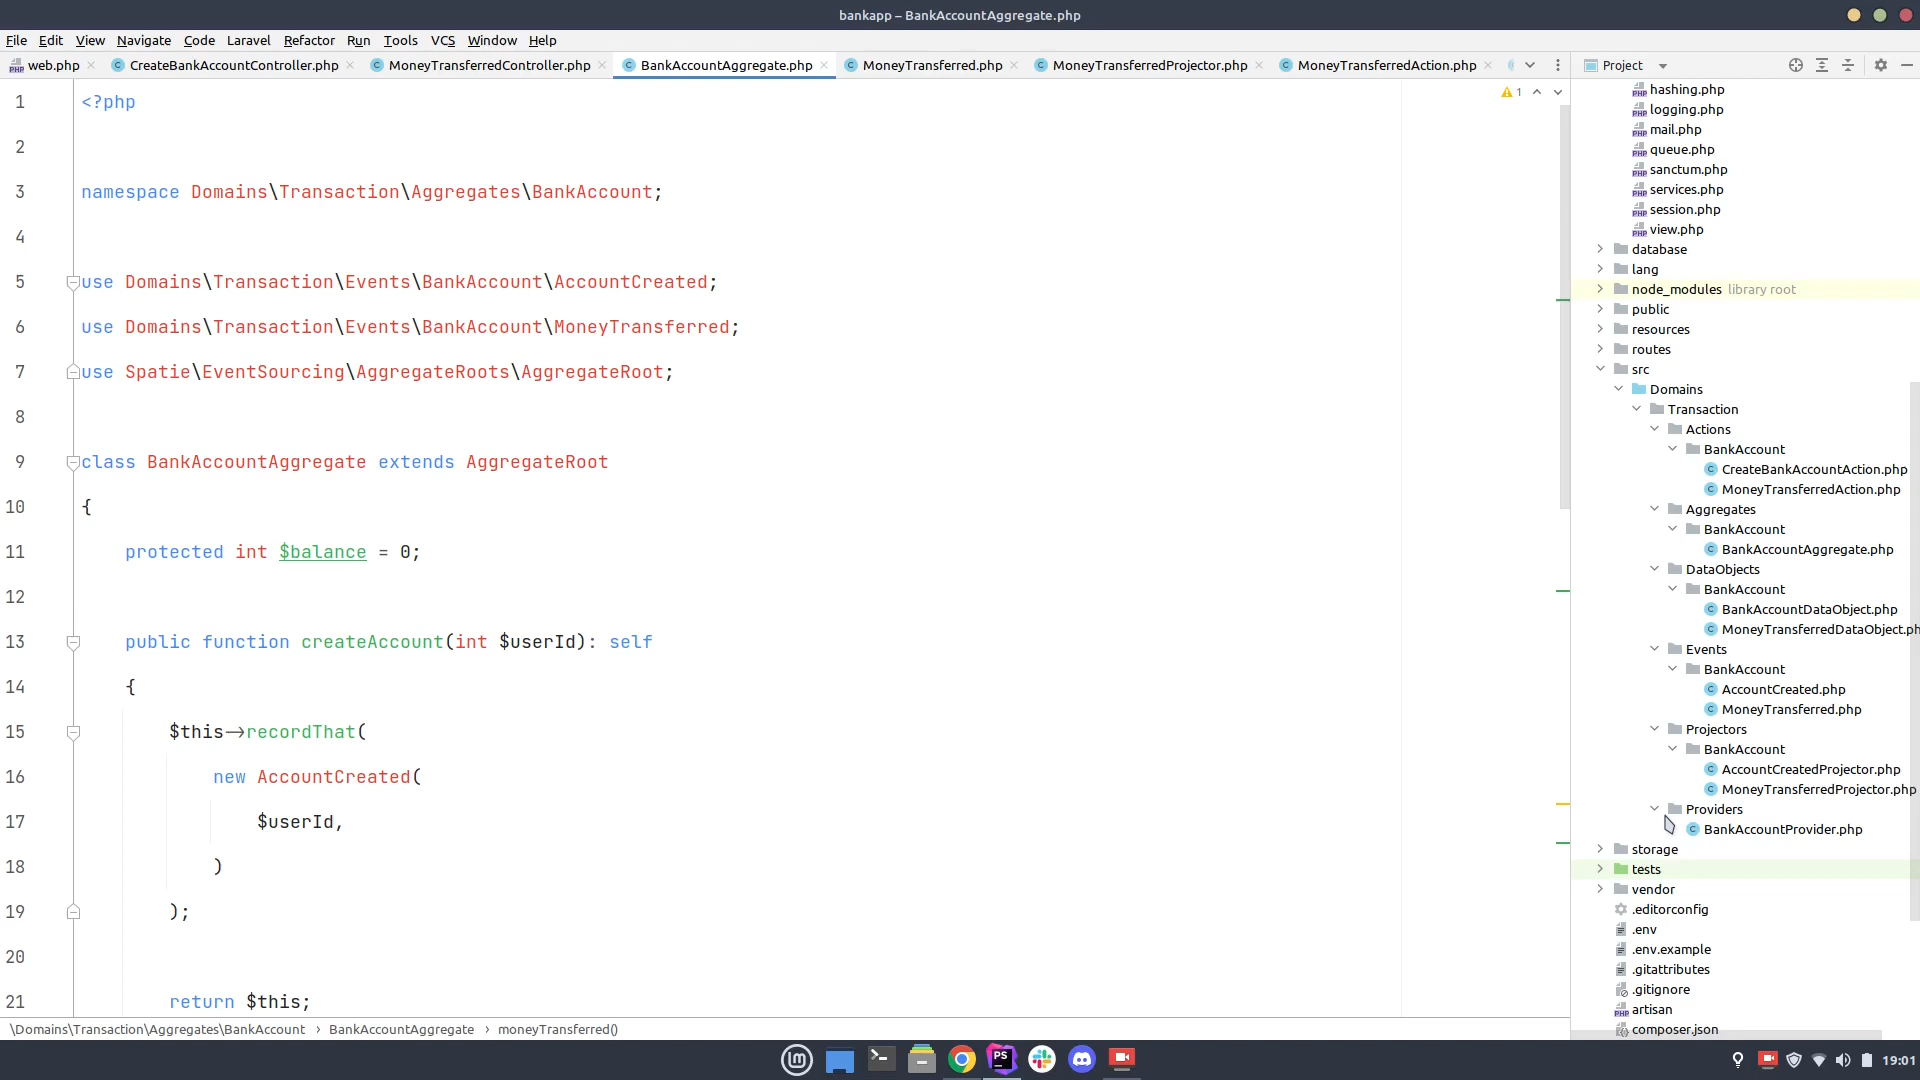 bankapp – BankAccountAggregate.php
File Edit View Navigate Code Laravel Refactor Run Tools VCS Window Help
web.php CreateBankAccountController.php MoneyTransferredController.php BankAccountAggregate.php MoneyTransferred.php MoneyTransferredProjector.php MoneyTransferredAction.php Project
1 <?php
2
3 namespace Domains\Transaction\Aggregates\BankAccount;
4
5 use Domains\Transaction\Events\BankAccount\AccountCreated;
6 use Domains\Transaction\Events\BankAccount\MoneyTransferred;
7 use Spatie\EventSourcing\AggregateRoots\AggregateRoot;
8
9 class BankAccountAggregate extends AggregateRoot
10 {
11 protected int $balance = 0;
12
13 public function createAccount(int $userId): self
14 {
15 $this->recordThat(
16 new AccountCreated(
17 $userId,
18 )
19 );
20
21 return $this;
1
\Domains\Transaction\Aggregates\BankAccount › BankAccountAggregate › moneyTransferred()
hashing.php
logging.php
mail.php
queue.php
sanctum.php
services.php
session.php
view.php
database
lang
node_modules library root
public
resources
routes
src
Domains
Transaction
Actions
BankAccount
CreateBankAccountAction.php
MoneyTransferredAction.php
Aggregates
BankAccount
BankAccountAggregate.php
DataObjects
BankAccount
BankAccountDataObject.php
MoneyTransferredDataObject.ph
Events
BankAccount
AccountCreated.php
MoneyTransferred.php
Projectors
BankAccount
AccountCreatedProjector.php
MoneyTransferredProjector.php
Providers
BankAccountProvider.php
storage
tests
vendor
.editorconfig
.env
.env.example
.gitattributes
.gitignore
artisan
composer.json
PS
19:01